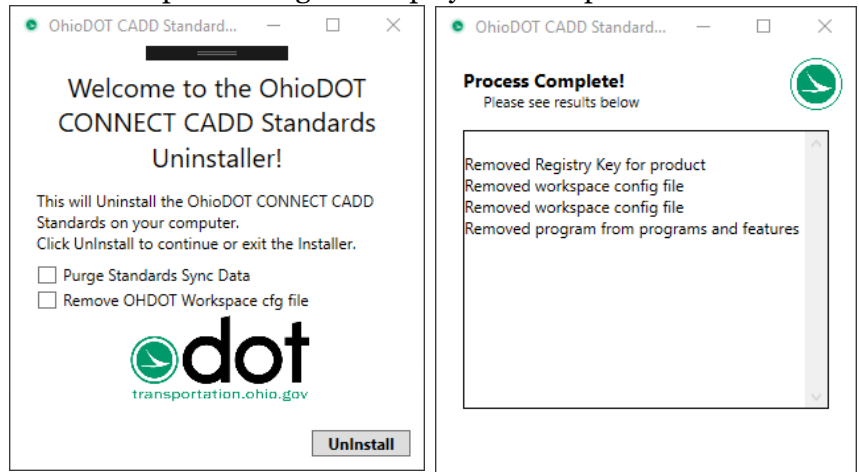 OhioDOT CADD Standard...
Welcome to the OhioDOT
CONNECT CADD Standards
Uninstaller!
This will Uninstall the OhioDOT CONNECT CADD
Standards on your computer.
Click UnInstall to continue or exit the Installer.
Purge Standards Sync Data
Remove OHDOT Workspace cfg file
dot
transportation.ohio.gov
UnInstall
OhioDOT CADD Standard...
Process Complete!
Please see results below
Removed Registry Key for product
Removed workspace config file
Removed workspace config file
Removed program from programs and features